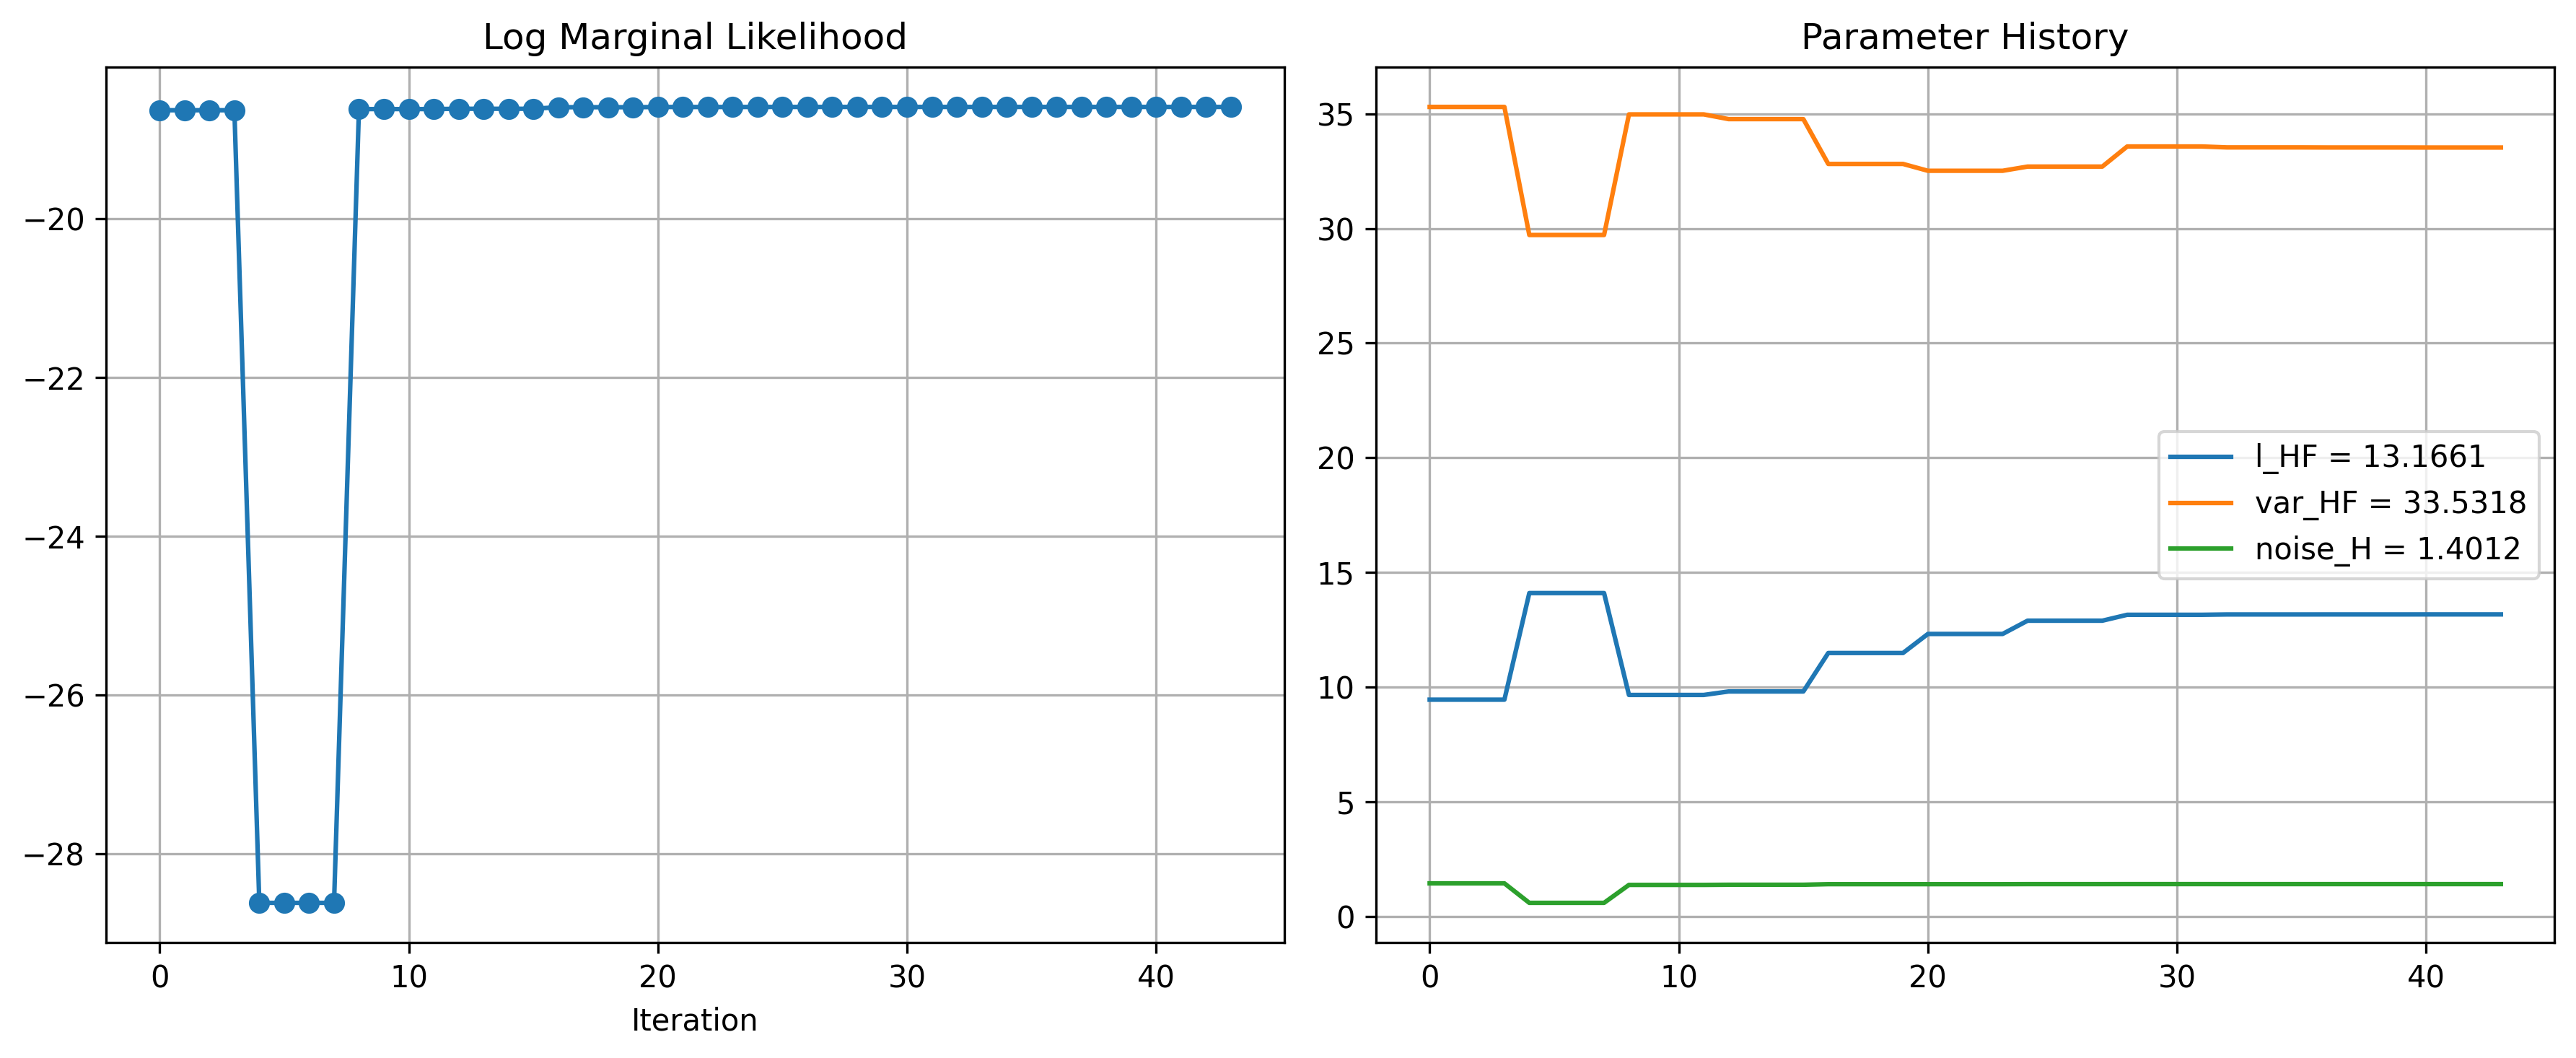 Log Marginal Likelihood
−20
−22
−24
−26
−28
0 10 20 30 40
Iteration
Parameter History
35
30
25
20
15
10
5
0
l_HF = 13.1661
var_HF = 33.5318
noise_H = 1.4012
0 10 20 30 40